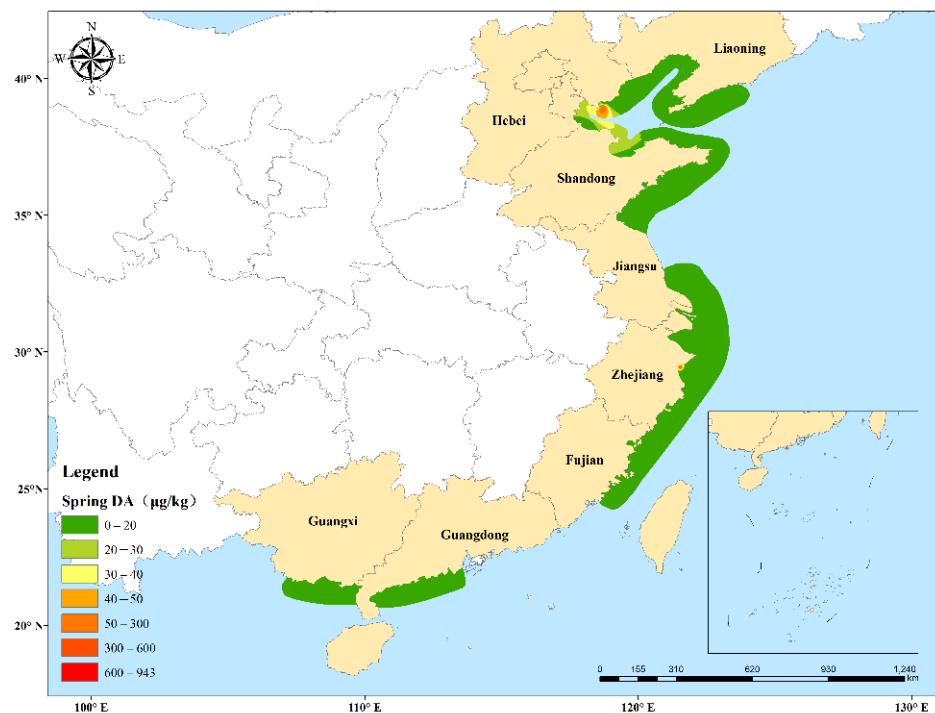 N
W E
S
40° N
35° N
30° N
25° N
20° N
Liaoning
Hebei
Shandong
Jiangsu
Zhejiang
Fujian
Guangxi
Guangdong
Legend
Spring DA（μg/kg）
0 – 20
20 – 30
30 – 40
40 – 50
50 – 300
300 – 600
600 – 943
0 155 310 620 930 1,240
km
100° E 110° E 120° E 130° E